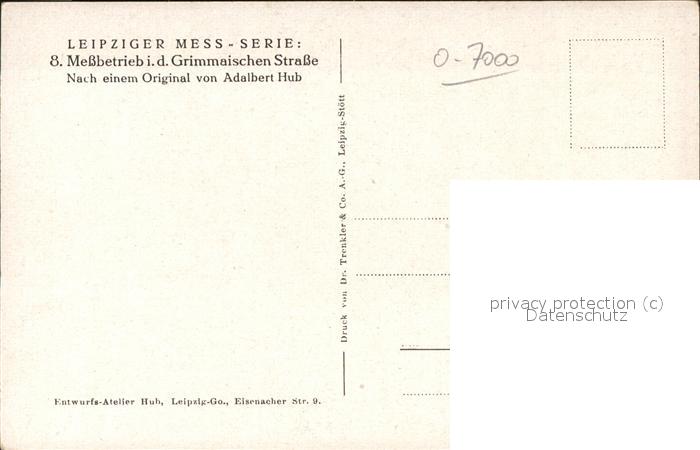 LEIPZIGER MESS-SERIE:
8. Meßbetrieb i. d. Grimmaischen Straße
Nach einem Original von Adalbert Hub
O-7000
Druck von Dr. Trenkler & Co. A.-G., Leipzig-Stött
privacy protection (c)
Datenschutz
Entwurfs-Atelier Hub, Leipzig-Go., Eisenacher Str. 9.